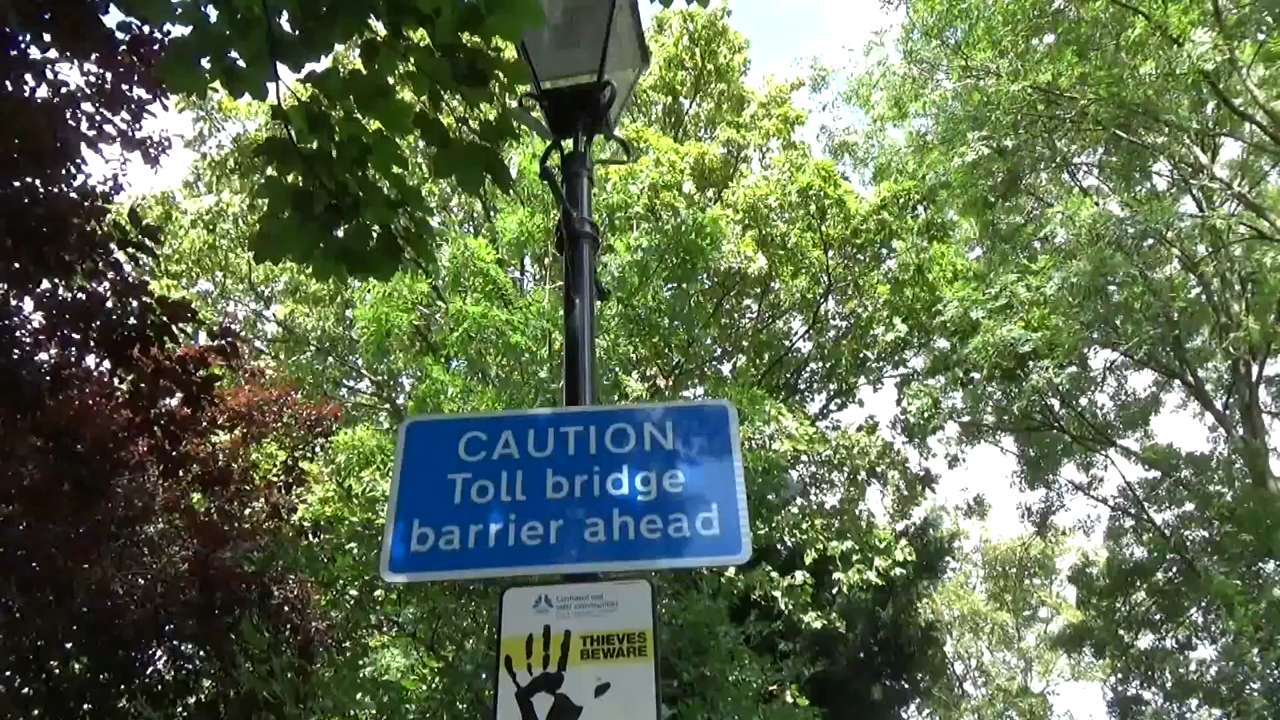 CAUTION
Toll bridge
barrier ahead
THIEVES
BEWARE